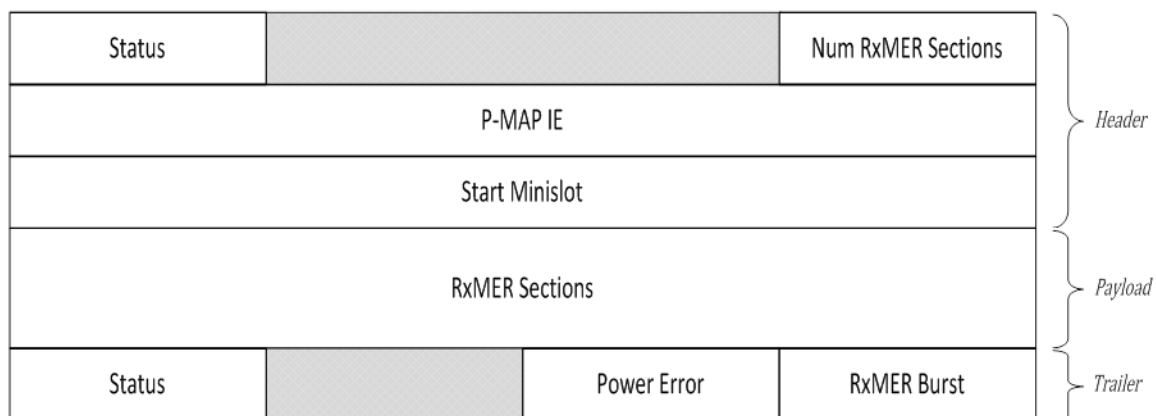 Status
Num RxMER Sections
P-MAP IE
Header
Start Minislot
RxMER Sections
Payload
Status
Power Error
RxMER Burst
Trailer